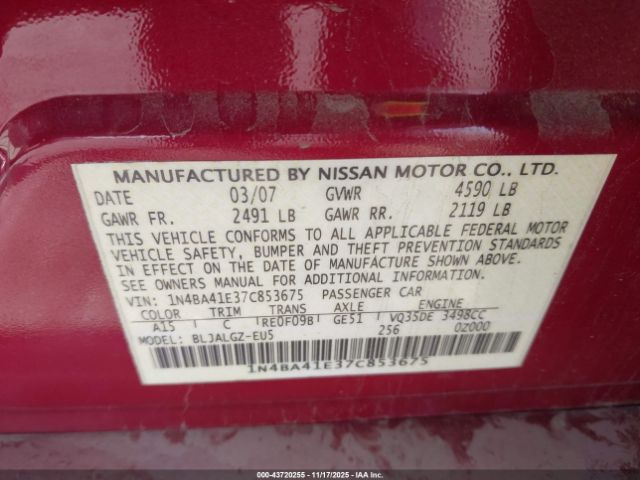 MANUFACTURED BY NISSAN MOTOR CO., LTD.
DATE 03/07 GVWR 4590 LB
GAWR FR. 2491 LB GAWR RR. 2119 LB
THIS VEHICLE CONFORMS TO ALL APPLICABLE FEDERAL MOTOR
VEHICLE SAFETY, BUMPER AND THEFT PREVENTION STANDARDS
IN EFFECT ON THE DATE OF MANUFACTURE SHOWN ABOVE.
SEE OWNERS MANUAL FOR ADDITIONAL INFORMATION.
VIN: 1N4BA41E37C853675 PASSENGER CAR
COLOR TRIM TRANS AXLE ENGINE
A15 C RE0F09B GE51 VQ35DE 3498CC
MODEL: BLJALGZ-EU5 256 0Z000
1N4BA41E37C853675
000-43720255 11/17/2025 IAAI.COM